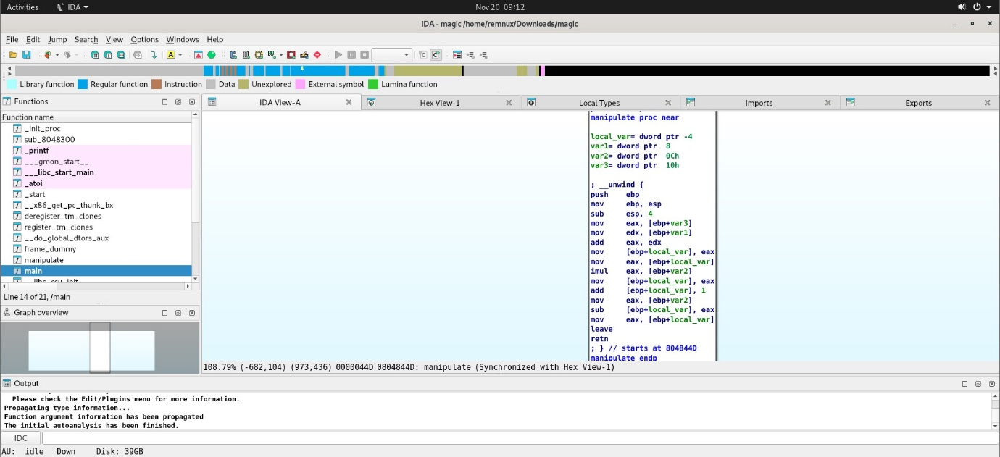 Activities IDA Nov 20 09:12
IDA - magic /home/remnux/Downloads/magic
File Edit Jump Search View Options Windows Help
Library function Regular function Instruction Data Unexplored External symbol Lumina function
Functions
IDA View-A Hex View-1 Local Types Imports Exports
Function name
_init_proc
sub_8048300
_printf
___gmon_start__
___libc_start_main
_atoi
_start
__x86_get_pc_thunk_bx
deregister_tm_clones
register_tm_clones
__do_global_dtors_aux
frame_dummy
manipulate
main
__libc_csu_init
Line 14 of 21, /main
Graph overview
manipulate proc near
local_var= dword ptr -4
var1= dword ptr 8
var2= dword ptr 0Ch
var3= dword ptr 10h
; __unwind {
push ebp
mov ebp, esp
sub esp, 4
mov eax, [ebp+var3]
mov edx, [ebp+var1]
add eax, edx
mov [ebp+local_var], eax
mov eax, [ebp+local_var]
imul eax, [ebp+var2]
mov [ebp+local_var], eax
add [ebp+local_var], 1
mov eax, [ebp+var2]
sub [ebp+local_var], eax
mov eax, [ebp+local_var]
leave
retn
; } // starts at 804844D
manipulate endp
108.79% (-682,104) (973,436) 0000044D 0804844D: manipulate (Synchronized with Hex View-1)
Output
Please check the Edit/Plugins menu for more information.
Propagating type information...
Function argument information has been propagated
The initial autoanalysis has been finished.
IDC
AU: idle Down Disk: 39GB